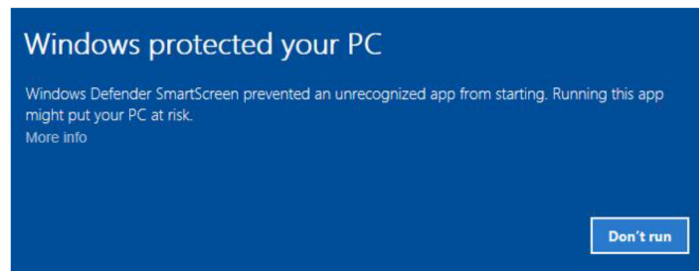 Windows protected your PC
Windows Defender SmartScreen prevented an unrecognized app from starting. Running this app
might put your PC at risk.
More info
Don't run